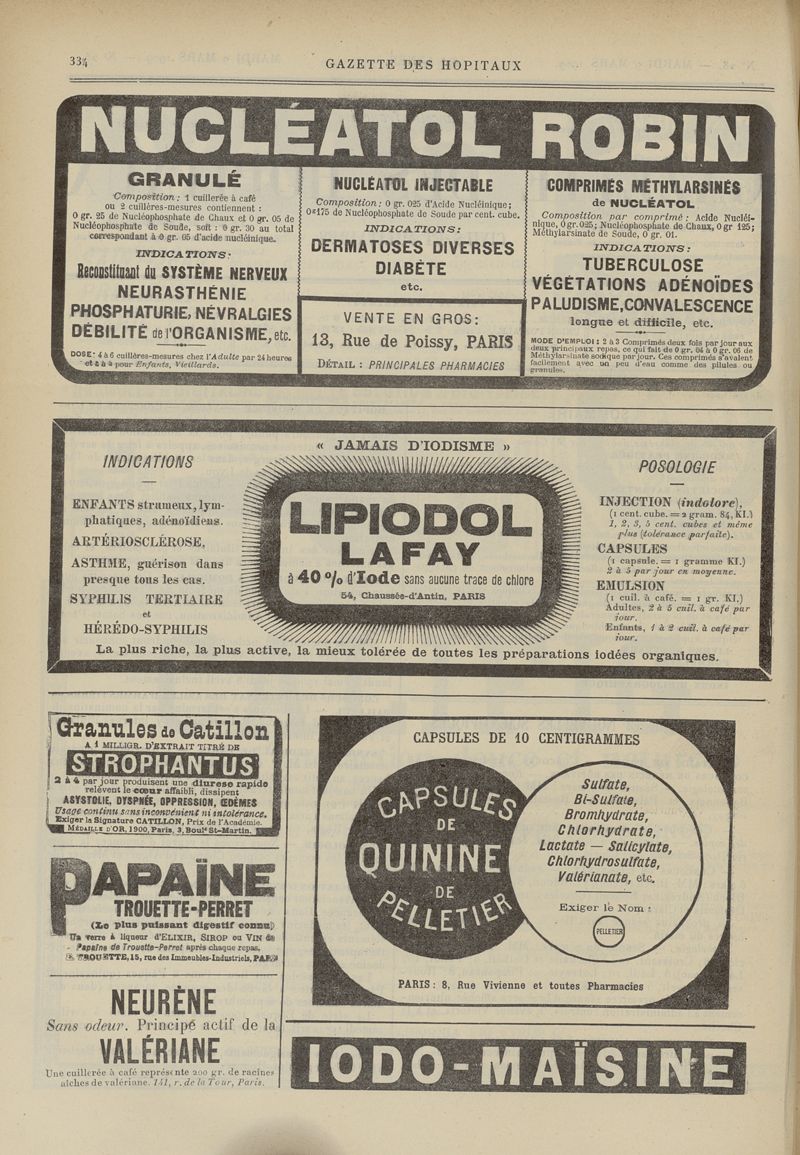 334
GAZETTE DES HOPITAUX
NUCLÉATOL ROBIN
GRANULÉ
Composition : 1 cuillerée à café
ou 2 cuillères-mesures contiennent :
0 gr. 25 de Nucléophosphate de Chaux et 0 gr. 05 de
Nucléophosphate de Soude, soit : 0 gr. 30 au total
correspondant à 0 gr. 05 d'acide nucléinique.
INDICATIONS :
Reconstituant du SYSTÈME NERVEUX
NEURASTHÉNIE
PHOSPHATURIE, NÉVRALGIES
DÉBILITÉ de l'ORGANISME, etc.
DOSE : 4 à 6 cuillères-mesures chez l'Adulte par 24 heures
et 2 à 3 pour Enfants, Vieillards.
NUCLÉATOL INJECTABLE
Composition : 0 gr. 025 d'Acide Nucléinique ;
0g175 de Nucléophosphate de Soude par cent. cube.
INDICATIONS :
DERMATOSES DIVERSES
DIABÈTE
etc.
VENTE EN GROS :
13, Rue de Poissy, PARIS
DÉTAIL : PRINCIPALES PHARMACIES
COMPRIMÉS MÉTHYLARSINÉS
de NUCLÉATOL
Composition par comprimé : Acide Nucléi-
nique, 0 gr. 025 ; Nucléophosphate de Chaux, 0 gr 125 ;
Méthylarsinate de Soude, 0 gr. 01.
INDICATIONS :
TUBERCULOSE
VÉGÉTATIONS ADÉNOÏDES
PALUDISME, CONVALESCENCE
longue et difficile, etc.
MODE D'EMPLOI : 2 à 3 Comprimés deux fois par jour aux
deux principaux repas, ce qui fait de 0 gr. 04 à 0 gr. 06 de
Méthylarsinate sodique par jour. Ces comprimés s'avalent
facilement avec un peu d'eau comme des pilules ou
granules.
« JAMAIS D'IODISME »
INDICATIONS
ENFANTS strumeux, lym-
phatiques, adénoïdiens.
ARTÉRIOSCLÉROSE,
ASTHME, guérison dans
presque tous les cas.
SYPHILIS TERTIAIRE
et
HÉRÉDO-SYPHILIS
LIPIODOL
LAFAY
à 40 % d'Iode sans aucune trace de chlore
54, Chaussée-d'Antin, PARIS
POSOLOGIE
INJECTION (indolore),
(1 cent. cube. = 2 gram. 84, KI.)
1, 2, 3, 5 cent. cubes et même
plus (tolérance parfaite).
CAPSULES
(1 capsule. = 1 gramme KI.)
2 à 5 par jour en moyenne.
EMULSION
(1 cuil. à café. = 1 gr. KI.)
Adultes, 2 à 5 cuil. à café par
jour.
Enfants, 1 à 2 cuil. à café par
jour.
La plus riche, la plus active, la mieux tolérée de toutes les préparations iodées organiques.
Granules de Catillon
A 1 MILLIGR. D'EXTRAIT TITRÉ DE
STROPHANTUS
2 à 4 par jour produisent une diurese rapide
relèvent le cœur affaibli, dissipent
ASYSTOLIE, DYSPNÉE, OPPRESSION, ŒDÈMES
Usage continu sans inconvénient ni intolérance.
Exiger la Signature CATILLON, Prix de l'Académie.
MÉDAILLE D'OR, 1900, Paris, 3, Boult St-Martin.
PAPAÏNE
TROUETTE-PERRET
(Le plus puissant digestif connu)
Un verre à liqueur d'ELIXIR, SIROP ou VIN de
Papaïne de Trouette-Perret après chaque repas.
E. TROUETTE, 15, rue des Immeubles-Industriels, PARIS
NEURÈNE
Sans odeur. Principe actif de la
VALÉRIANE
Une cuillerée à café représente 200 gr. de racines
fraîches de valériane. 141, r. de la Tour, Paris.
CAPSULES DE 10 CENTIGRAMMES
CAPSULES
DE
QUININE
DE
PELLETIER
Sulfate,
Bi-Sulfate,
Bromhydrate,
Chlorhydrate,
Lactate — Salicylate,
Chlorhydrosulfate,
Valérianate, etc.
Exiger le Nom :
PELLETIER
PARIS : 8, Rue Vivienne et toutes Pharmacies
IODO-MAÏSINE